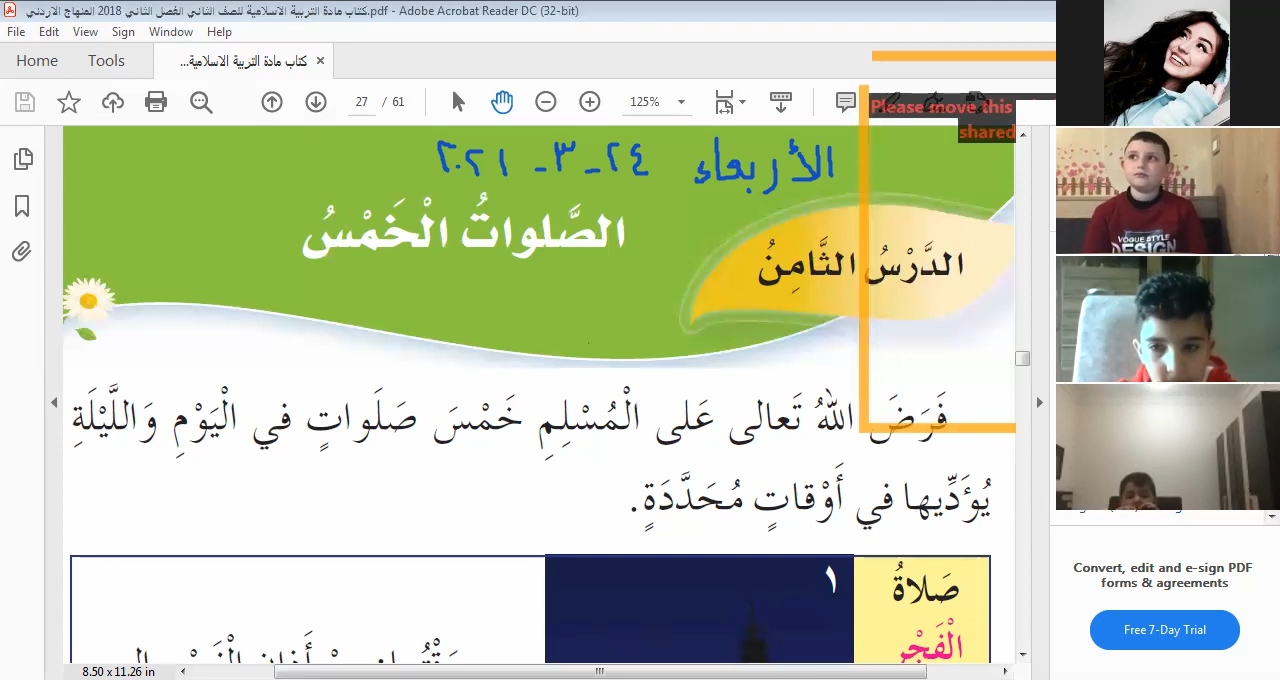 كتاب مادة التربية الاسلامية للصف الثاني الفصل الثاني 2018 المنهاج الاردني.pdf - Adobe Acrobat Reader DC (32-bit)
File Edit View Sign Window Help
Home Tools كتاب مادة التربية الاسلامية...
27 / 61 125%
Please move this
shared
الأربعاء ٢٤-٣-٢٠٢١
الصَّلواتُ الْخَمْسُ
الدَّرْسُ الثَّامِنُ
فَرَضَ اللهُ تَعالى عَلى الْمُسْلِمِ خَمْسَ صَلَواتٍ في الْيَوْمِ وَاللَّيْلَةِ
يُؤَدِّيها في أَوْقاتٍ مُحَدَّدَةٍ.
صَلاةُ
١
الْفَجْرِ
VOGUE STYLE
DESIGN
Convert, edit and e-sign PDF
forms & agreements
Free 7-Day Trial
8.50 x 11.26 in